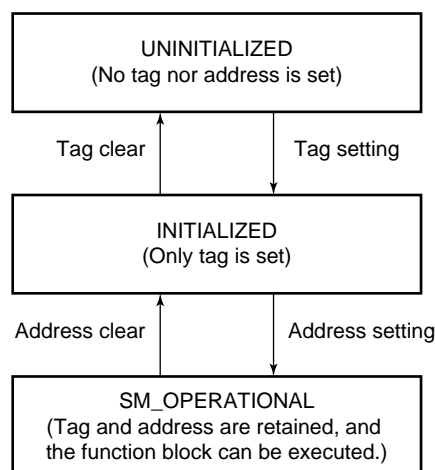 UNINITIALIZED
(No tag nor address is set)
Tag clear
Tag setting
INITIALIZED
(Only tag is set)
Address clear
Address setting
SM_OPERATIONAL
(Tag and address are retained, and
the function block can be executed.)